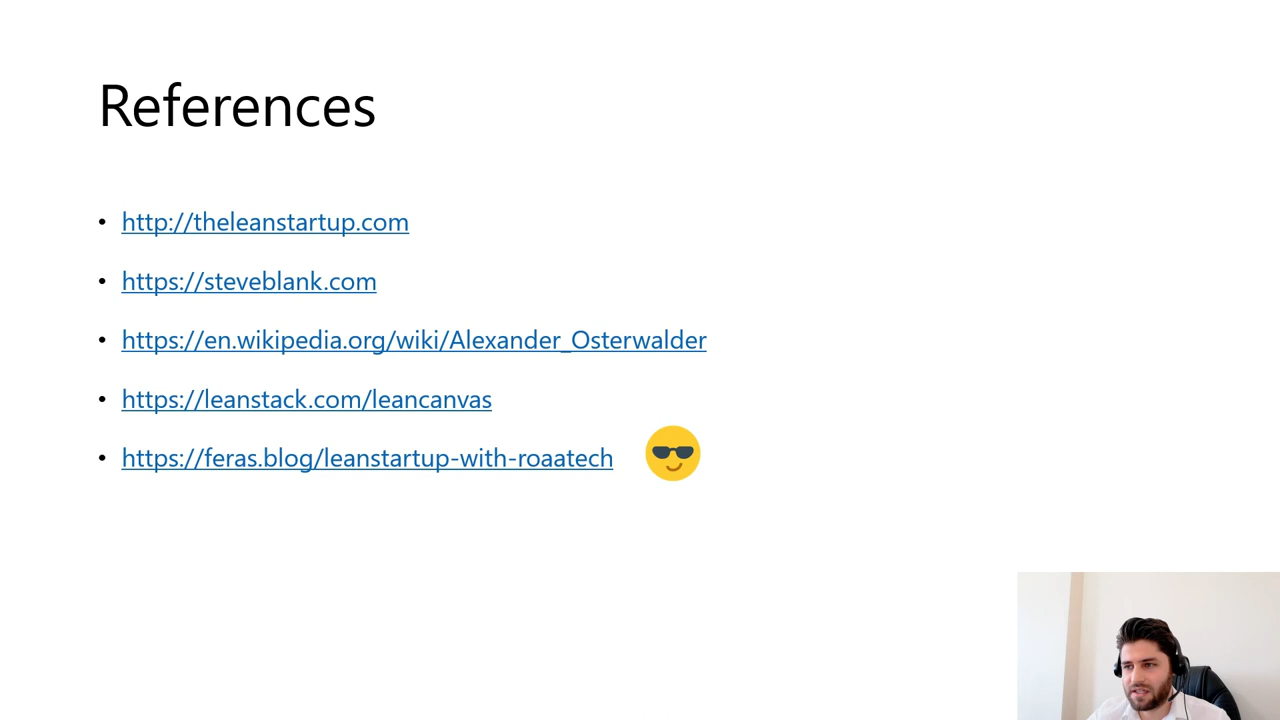 References
• http://theleanstartup.com
• https://steveblank.com
• https://en.wikipedia.org/wiki/Alexander_Osterwalder
• https://leanstack.com/leancanvas
• https://feras.blog/leanstartup-with-roaatech